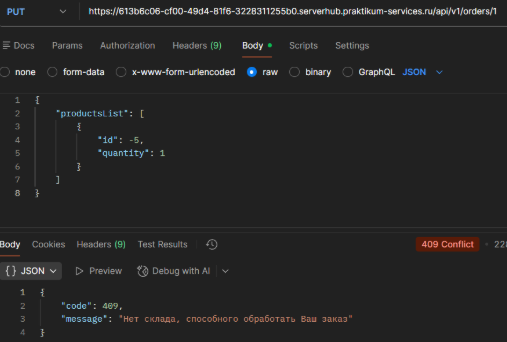 PUT https://613b6c06-cf00-49d4-81f6-3228311255b0.serverhub.praktikum-services.ru/api/v1/orders/1
Docs Params Authorization Headers (9) Body Scripts Settings
none form-data x-www-form-urlencoded raw binary GraphQL JSON
1 {
2 "productsList": [
3 {
4 "id": -5,
5 "quantity": 1
6 }
7 ]
8 }
Body Cookies Headers (9) Test Results 409 Conflict
{} JSON Preview Debug with AI
1 {
2 "code": 409,
3 "message": "Нет склада, способного обработать Ваш заказ"
4 }